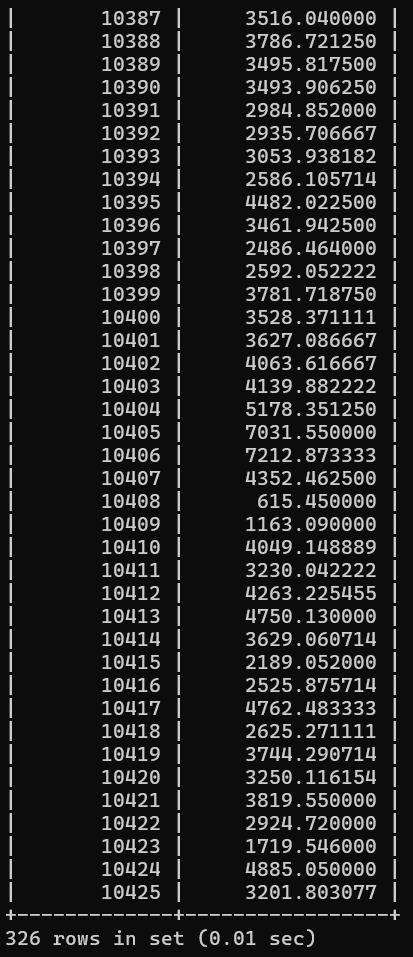 |       10387 |     3516.040000 |
|       10388 |     3786.721250 |
|       10389 |     3495.817500 |
|       10390 |     3493.906250 |
|       10391 |     2984.852000 |
|       10392 |     2935.706667 |
|       10393 |     3053.938182 |
|       10394 |     2586.105714 |
|       10395 |     4482.022500 |
|       10396 |     3461.942500 |
|       10397 |     2486.464000 |
|       10398 |     2592.052222 |
|       10399 |     3781.718750 |
|       10400 |     3528.371111 |
|       10401 |     3627.086667 |
|       10402 |     4063.616667 |
|       10403 |     4139.882222 |
|       10404 |     5178.351250 |
|       10405 |     7031.550000 |
|       10406 |     7212.873333 |
|       10407 |     4352.462500 |
|       10408 |      615.450000 |
|       10409 |     1163.090000 |
|       10410 |     4049.148889 |
|       10411 |     3230.042222 |
|       10412 |     4263.225455 |
|       10413 |     4750.130000 |
|       10414 |     3629.060714 |
|       10415 |     2189.052000 |
|       10416 |     2525.875714 |
|       10417 |     4762.483333 |
|       10418 |     2625.271111 |
|       10419 |     3744.290714 |
|       10420 |     3250.116154 |
|       10421 |     3819.550000 |
|       10422 |     2924.720000 |
|       10423 |     1719.546000 |
|       10424 |     4885.050000 |
|       10425 |     3201.803077 |
+-------------+-----------------+
326 rows in set (0.01 sec)